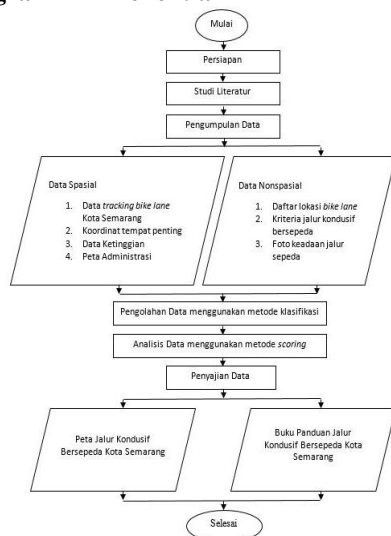 Mulai
Persiapan
Studi Literatur
Pengumpulan Data
Data Spasial
1. Data tracking bike lane
Kota Semarang
2. Koordinat tempat penting
3. Data Ketinggian
4. Peta Administrasi
Data Nonspasial
1. Daftar lokasi bike lane
2. Kriteria jalur kondusif
bersepeda
3. Foto keadaan jalur
sepeda
Pengolahan Data menggunakan metode klasifikasi
Analisis Data menggunakan metode scoring
Penyajian Data
Peta Jalur Kondusif
Bersepeda Kota Semarang
Buku Panduan Jalur
Kondusif Bersepeda Kota
Semarang
Selesai